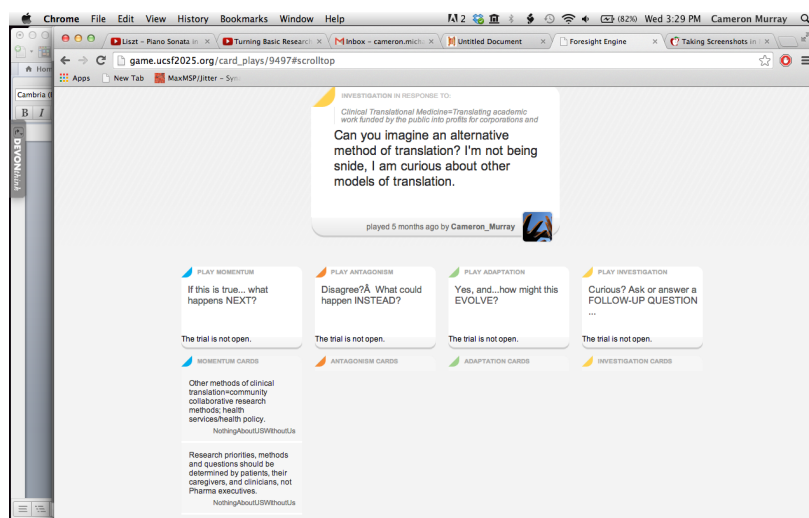 Chrome File Edit View History Bookmarks Window Help 2 (82%) Wed 3:29 PM Cameron Murray
Liszt - Piano Sonata in Turning Basic Research Inbox - cameron.mich Untitled Document Foresight Engine Taking Screenshots in
game.ucsf2025.org/card_plays/9497#scrolltop
Apps New Tab MaxMSP/Jitter - Syn
Hom
Cambria (
B I
DEVONthink
INVESTIGATION IN RESPONSE TO:
Clinical Translational Medicine=Translating academic
work funded by the public into profits for corporations and
Can you imagine an alternative
method of translation? I'm not being
snide, I am curious about other
models of translation.
played 5 months ago by Cameron_Murray
PLAY MOMENTUM
If this is true... what
happens NEXT?
The trial is not open.
PLAY ANTAGONISM
Disagree?Â What could
happen INSTEAD?
The trial is not open.
PLAY ADAPTATION
Yes, and...how might this
EVOLVE?
The trial is not open.
PLAY INVESTIGATION
Curious? Ask or answer a
FOLLOW-UP QUESTION
...
The trial is not open.
MOMENTUM CARDS
ANTAGONISM CARDS
ADAPTATION CARDS
INVESTIGATION CARDS
Other methods of clinical
translation=community
collaborative research
methods; health
services/health policy.
NothingAboutUSWithoutUs
Research priorities, methods
and questions should be
determined by patients, their
caregivers, and clinicians, not
Pharma executives.
NothingAboutUSWithoutUs